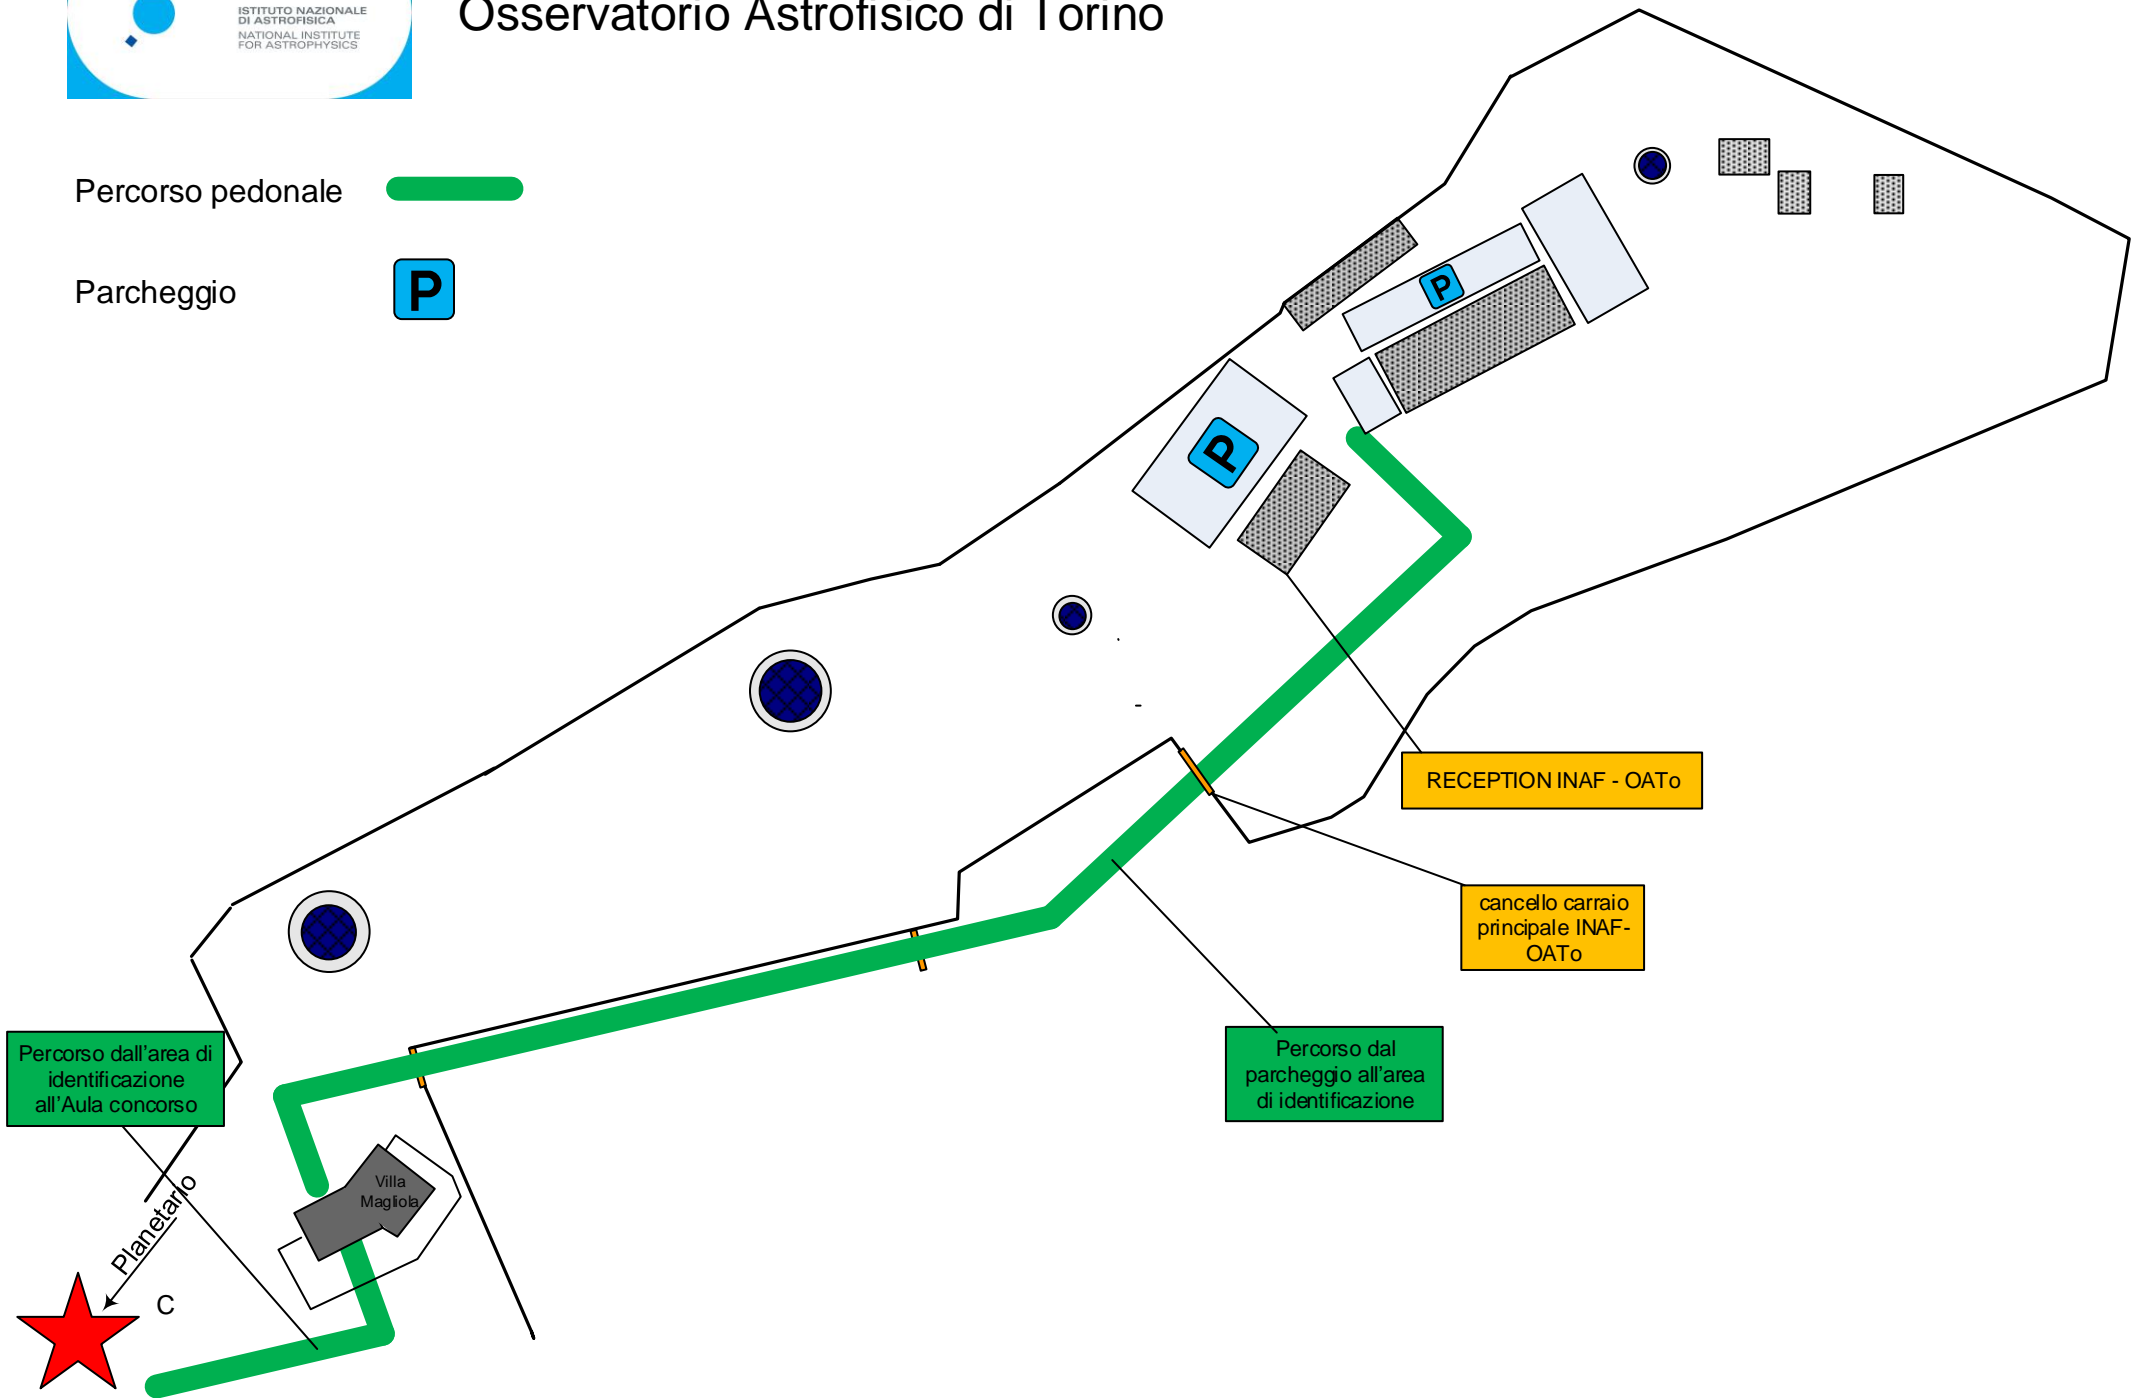 ISTITUTO NAZIONALE
DI ASTROFISICA
NATIONAL INSTITUTE
FOR ASTROPHYSICS
Osservatorio Astrofisico di Torino
Percorso pedonale
Parcheggio
P
P
P
RECEPTION INAF - OATo
cancello carraio
principale INAF-
OATo
Percorso dal
parcheggio all'area
di identificazione
Percorso dall'area di
identificazione
all'Aula concorso
Villa
Magliola
Planetario
C